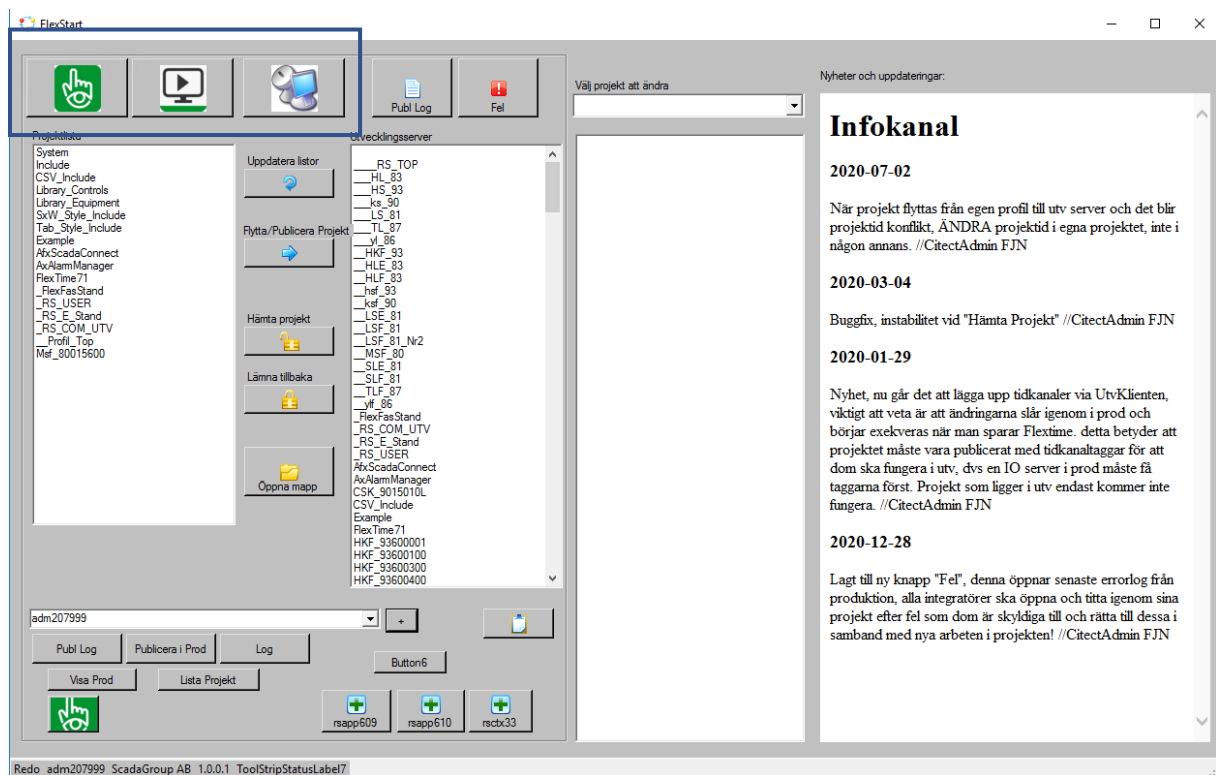 FlexStart
Publ Log
Fel
Välj projekt att ändra
Nyheter och uppdateringar:
Projektlista
System
Include
CSV_Include
Library_Controls
Library_Equipment
SxW_Style_Include
Tab_Style_Include
Example
AfxScadaConnect
AxAlarmManager
FlexTime71
_FlexFasStand
_RS_USER
_RS_E_Stand
_RS_COM_UTV
__Profil_Top
Msf_80015600
Uppdatera listor
Flytta/Publicera Projekt
Hämta projekt
Lämna tillbaka
Öppna mapp
Utvecklingsserver
____RS_TOP
___HL_83
___HS_93
___ks_90
___LS_81
___TL_87
___yl_86
__HKF_93
__HLE_83
__HLF_83
__hsf_93
__ksf_90
__LSE_81
__LSF_81
__LSF_81_Nr2
__MSF_80
__SLE_81
__SLF_81
__TLF_87
__ylf_86
_FlexFasStand
_RS_COM_UTV
_RS_E_Stand
_RS_USER
AfxScadaConnect
AxAlarmManager
CSK_9015010L
CSV_Include
Example
FlexTime71
HKF_93600001
HKF_93600100
HKF_93600300
HKF_93600400
Infokanal
2020-07-02
När projekt flyttas från egen profil till utv server och det blir
projektid konflikt, ÄNDRA projektid i egna projektet, inte i
någon annans. //CitectAdmin FJN
2020-03-04
Buggfix, instabilitet vid "Hämta Projekt" //CitectAdmin FJN
2020-01-29
Nyhet, nu går det att lägga upp tidkanaler via UtvKlienten,
viktigt att veta är att ändringarna slår igenom i prod och
börjar exekveras när man sparar Flextime. detta betyder att
projektet måste vara publicerat med tidkanaltaggar för att
dom ska fungera i utv, dvs en IO server i prod måste få
taggarna först. Projekt som ligger i utv endast kommer inte
fungera. //CitectAdmin FJN
2020-12-28
Lagt till ny knapp "Fel", denna öppnar senaste errorlog från
produktion, alla integratörer ska öppna och titta igenom sina
projekt efter fel som dom är skyldiga till och rätta till dessa i
samband med nya arbeten i projekten! //CitectAdmin FJN
adm207999
+
Publ Log
Publicera i Prod
Log
Button6
Visa Prod
Lista Projekt
rsapp609
rsapp610
rsctx33
Redo adm207999 ScadaGroup AB 1.0.0.1 ToolStripStatusLabel7